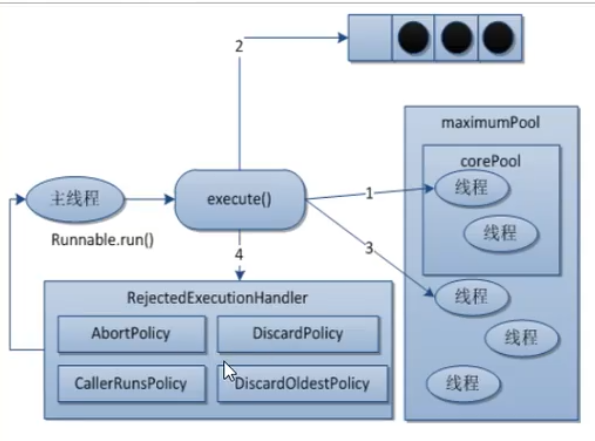 2
maximumPool
corePool
线程
线程
主线程
execute()
1
Runnable.run()
4
3
线程
RejectedExecutionHandler
AbortPolicy
DiscardPolicy
线程
CallerRunsPolicy
DiscardOldestPolicy
线程